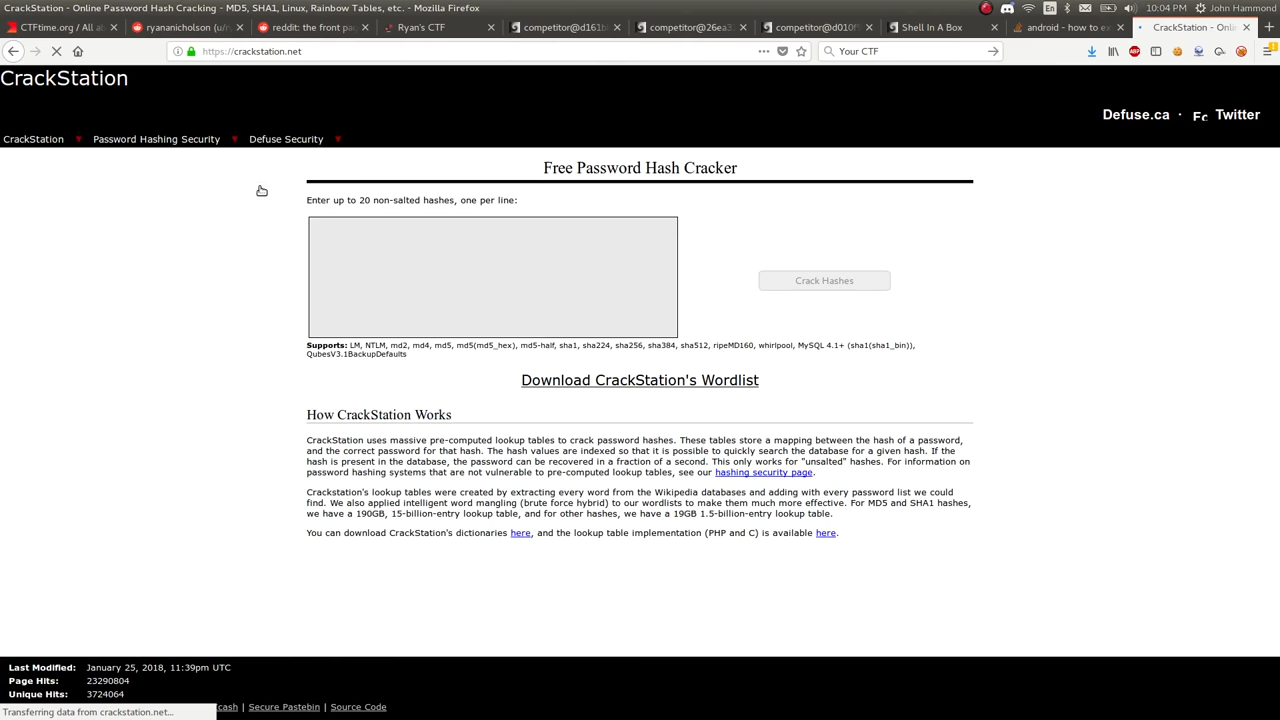 CrackStation - Online Password Hash Cracking - MD5, SHA1, Linux, Rainbow Tables, etc. - Mozilla Firefox
En
10:04 PM
John Hammond
CTFtime.org / All ab
ryananicholson (u/n
reddit: the front pa
Ryan's CTF
competitor@d161b
competitor@26ea3
competitor@d010f
Shell In A Box
android - how to ex
CrackStation - Onli
https://crackstation.net
Your CTF
ABP
CrackStation
Defuse.ca · Twitter
CrackStation
Password Hashing Security
Defuse Security
Free Password Hash Cracker
Enter up to 20 non-salted hashes, one per line:
Crack Hashes
Supports: LM, NTLM, md2, md4, md5, md5(md5_hex), md5-half, sha1, sha224, sha256, sha384, sha512, ripeMD160, whirlpool, MySQL 4.1+ (sha1(sha1_bin)),
QubesV3.1BackupDefaults
Download CrackStation's Wordlist
How CrackStation Works
CrackStation uses massive pre-computed lookup tables to crack password hashes. These tables store a mapping between the hash of a password,
and the correct password for that hash. The hash values are indexed so that it is possible to quickly search the database for a given hash. If the
hash is present in the database, the password can be recovered in a fraction of a second. This only works for "unsalted" hashes. For information on
password hashing systems that are not vulnerable to pre-computed lookup tables, see our hashing security page.
Crackstation's lookup tables were created by extracting every word from the Wikipedia databases and adding with every password list we could
find. We also applied intelligent word mangling (brute force hybrid) to our wordlists to make them much more effective. For MD5 and SHA1 hashes,
we have a 190GB, 15-billion-entry lookup table, and for other hashes, we have a 19GB 1.5-billion-entry lookup table.
You can download CrackStation's dictionaries here, and the lookup table implementation (PHP and C) is available here.
Last Modified: January 25, 2018, 11:39pm UTC
Page Hits: 23290804
Unique Hits: 3724064
cash | Secure Pastebin | Source Code
Transferring data from crackstation.net...